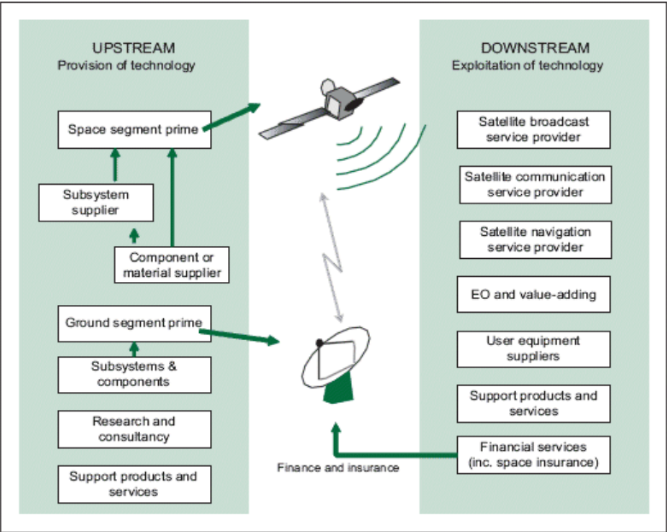 UPSTREAM
Provision of technology
Space segment prime
Subsystem
supplier
Component or
material supplier
Ground segment prime
Subsystems &
components
Research and
consultancy
Support products and
services
Finance and insurance
DOWNSTREAM
Exploitation of technology
Satellite broadcast
service provider
Satellite communication
service provider
Satellite navigation
service provider
EO and value-adding
User equipment
suppliers
Support products and
services
Financial services
(inc. space insurance)